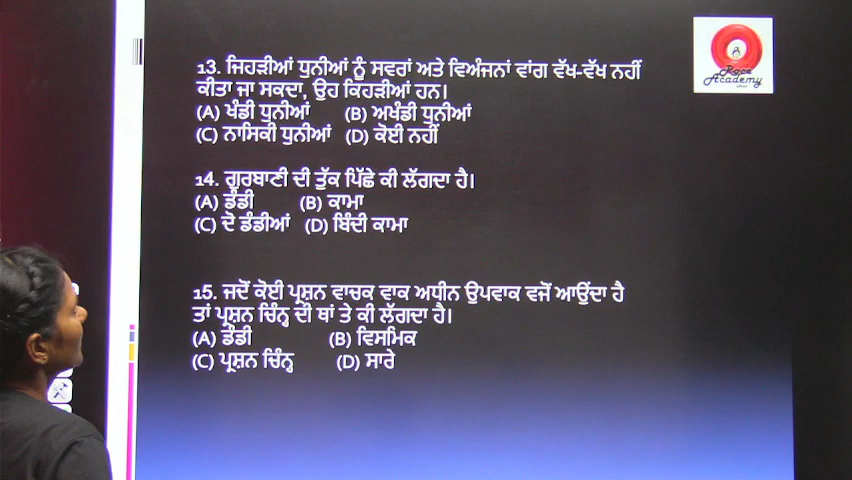 Race
Academy
13. ਜਿਹੜੀਆਂ ਧੁਨੀਆਂ ਨੂੰ ਸਵਰਾਂ ਅਤੇ ਵਿਅੰਜਨਾਂ ਵਾਂਗ ਵੱਖ-ਵੱਖ ਨਹੀਂ
ਕੀਤਾ ਜਾ ਸਕਦਾ, ਉਹ ਕਿਹੜੀਆਂ ਹਨ।
(A) ਖੰਡੀ ਧੁਨੀਆਂ (B) ਅਖੰਡੀ ਧੁਨੀਆਂ
(C) ਨਾਸਿਕੀ ਧੁਨੀਆਂ (D) ਕੋਈ ਨਹੀਂ
14. ਗੁਰਬਾਣੀ ਦੀ ਤੁੱਕ ਪਿੱਛੇ ਕੀ ਲੱਗਦਾ ਹੈ।
(A) ਡੰਡੀ (B) ਕਾਮਾ
(C) ਦੋ ਡੰਡੀਆਂ (D) ਬਿੰਦੀ ਕਾਮਾ
15. ਜਦੋਂ ਕੋਈ ਪ੍ਰਸ਼ਨ ਵਾਚਕ ਵਾਕ ਅਧੀਨ ਉਪਵਾਕ ਵਜੋਂ ਆਉਂਦਾ ਹੈ
ਤਾਂ ਪ੍ਰਸ਼ਨ ਚਿੰਨ੍ਹ ਦੀ ਥਾਂ ਤੇ ਕੀ ਲੱਗਦਾ ਹੈ।
(A) ਡੰਡੀ (B) ਵਿਸਮਿਕ
(C) ਪ੍ਰਸ਼ਨ ਚਿੰਨ੍ਹ (D) ਸਾਰੇ